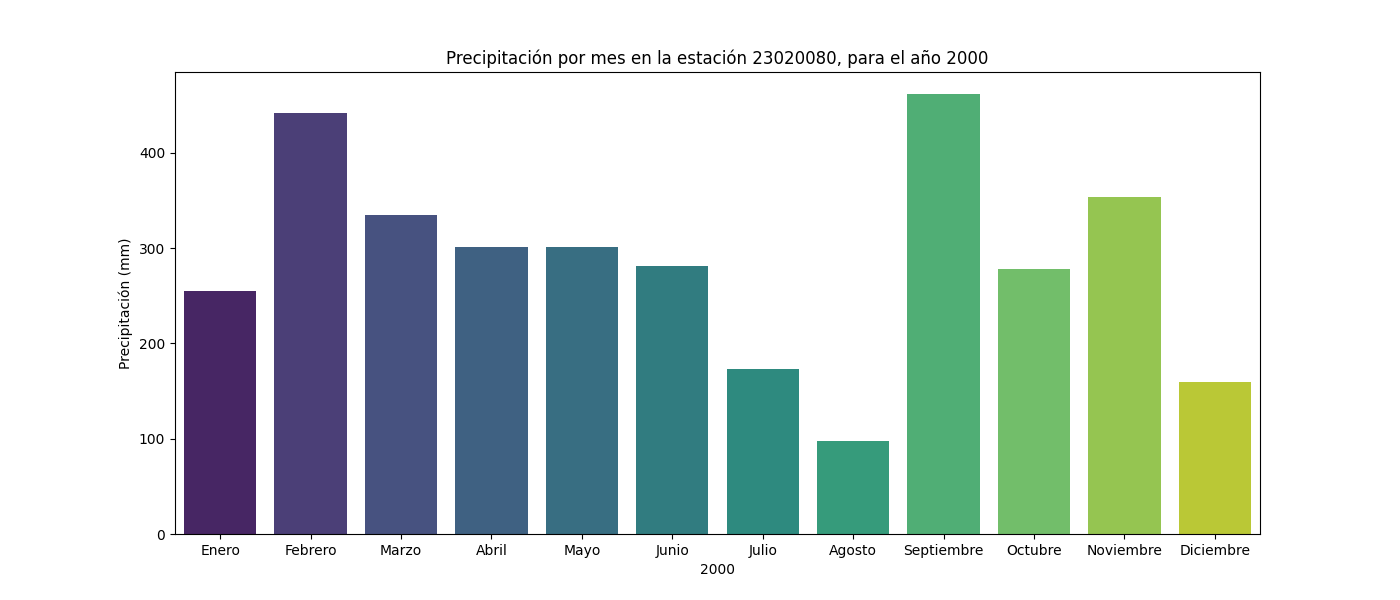 Precipitación por mes en la estación 23020080, para el año 2000
Precipitación (mm)
400
300
200
100
0
Enero Febrero Marzo Abril Mayo Junio Julio Agosto Septiembre Octubre Noviembre Diciembre
2000